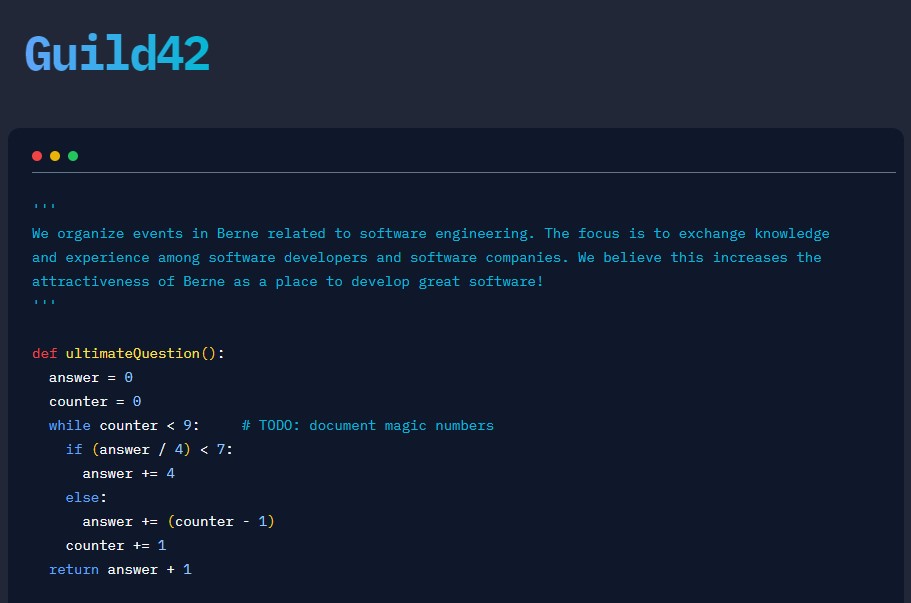 Guild42
'''
We organize events in Berne related to software engineering. The focus is to exchange knowledge
and experience among software developers and software companies. We believe this increases the
attractiveness of Berne as a place to develop great software!
'''
def ultimateQuestion():
  answer = 0
  counter = 0
  while counter < 9:     # TODO: document magic numbers
    if (answer / 4) < 7:
      answer += 4
    else:
      answer += (counter - 1)
    counter += 1
  return answer + 1